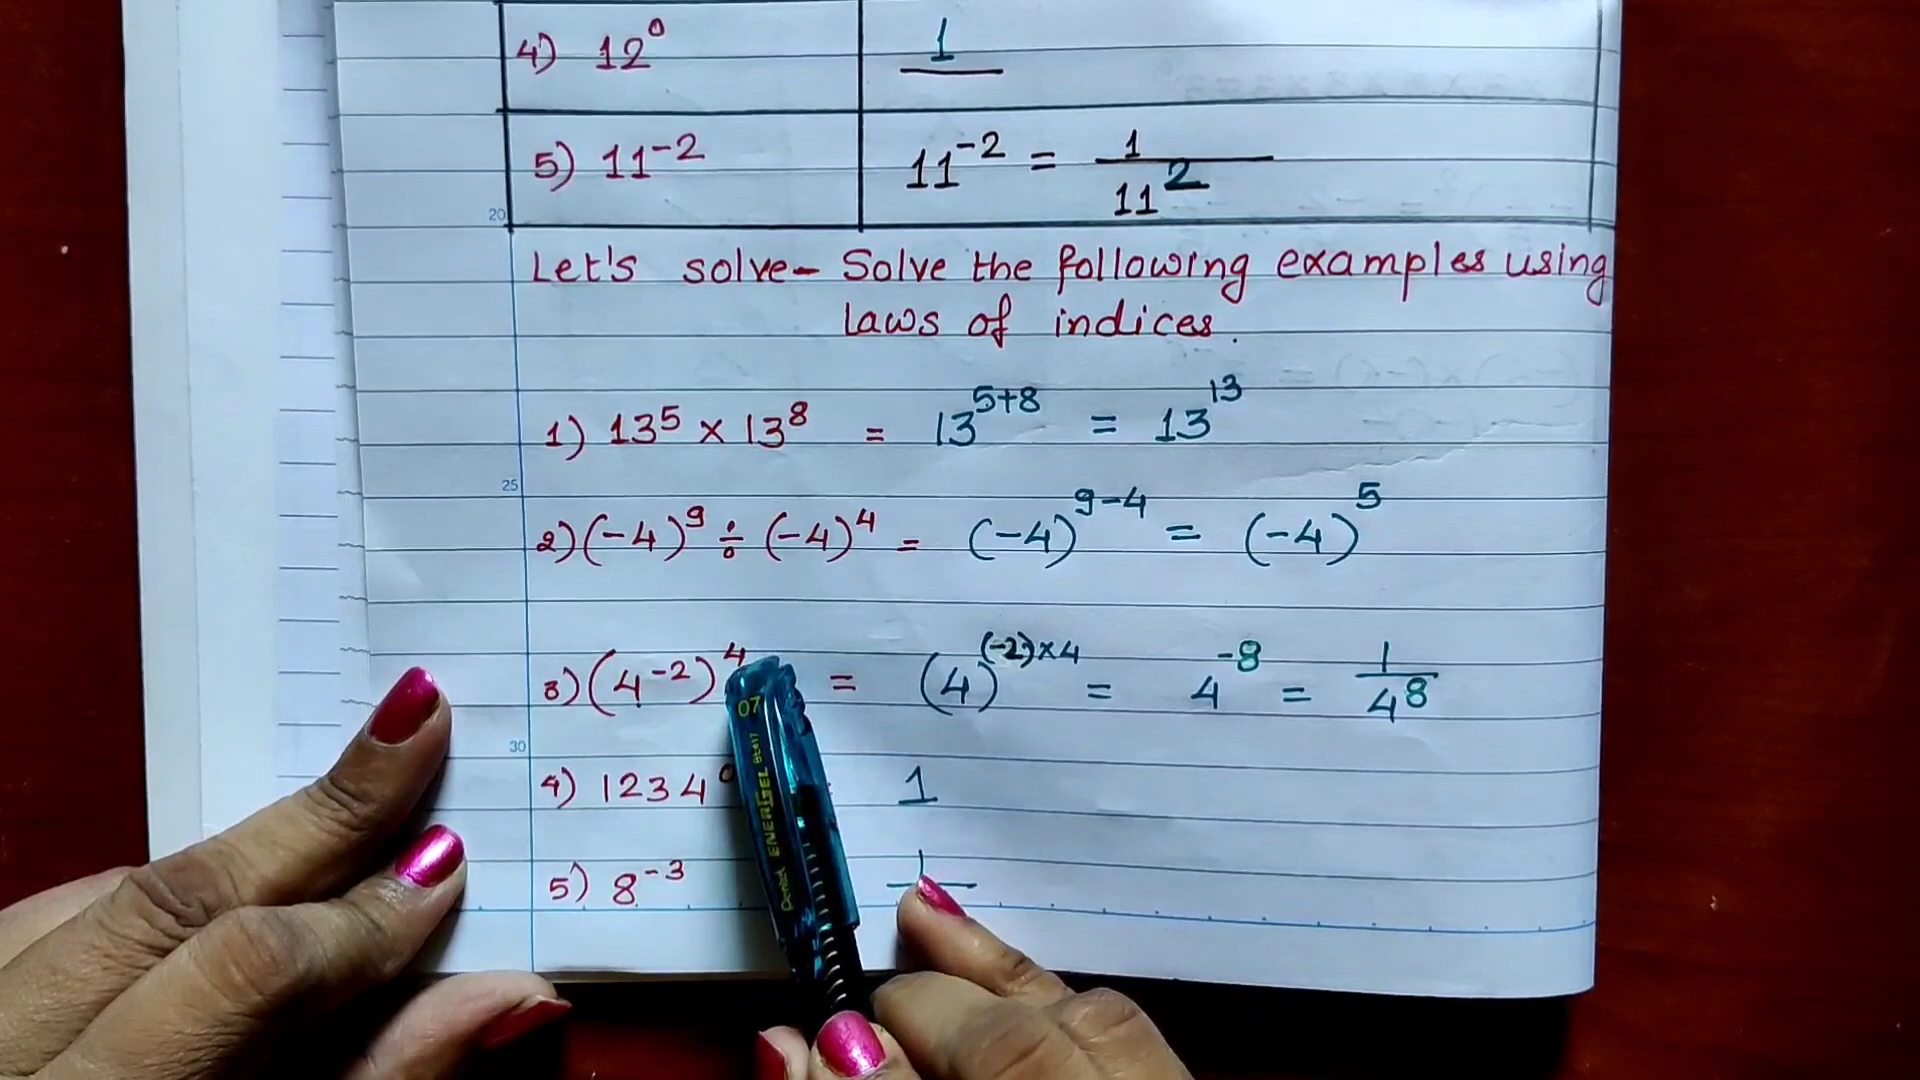 4) 12⁰ 1
5) 11⁻² 11⁻² = 1/11²
20
Let's solve- Solve the following examples using
laws of indices.
1) 13⁵ × 13⁸ = 13⁵⁺⁸ = 13¹³
25
2) (-4)⁹ ÷ (-4)⁴ = (-4)⁹⁻⁴ = (-4)⁵
3) (4⁻²)⁴ = (4)⁽⁻²⁾ˣ⁴ = 4⁻⁸ = 1/4⁸
30
4) 1234⁰ 1
5) 8⁻³ 1
07
Pentel ENERGEL